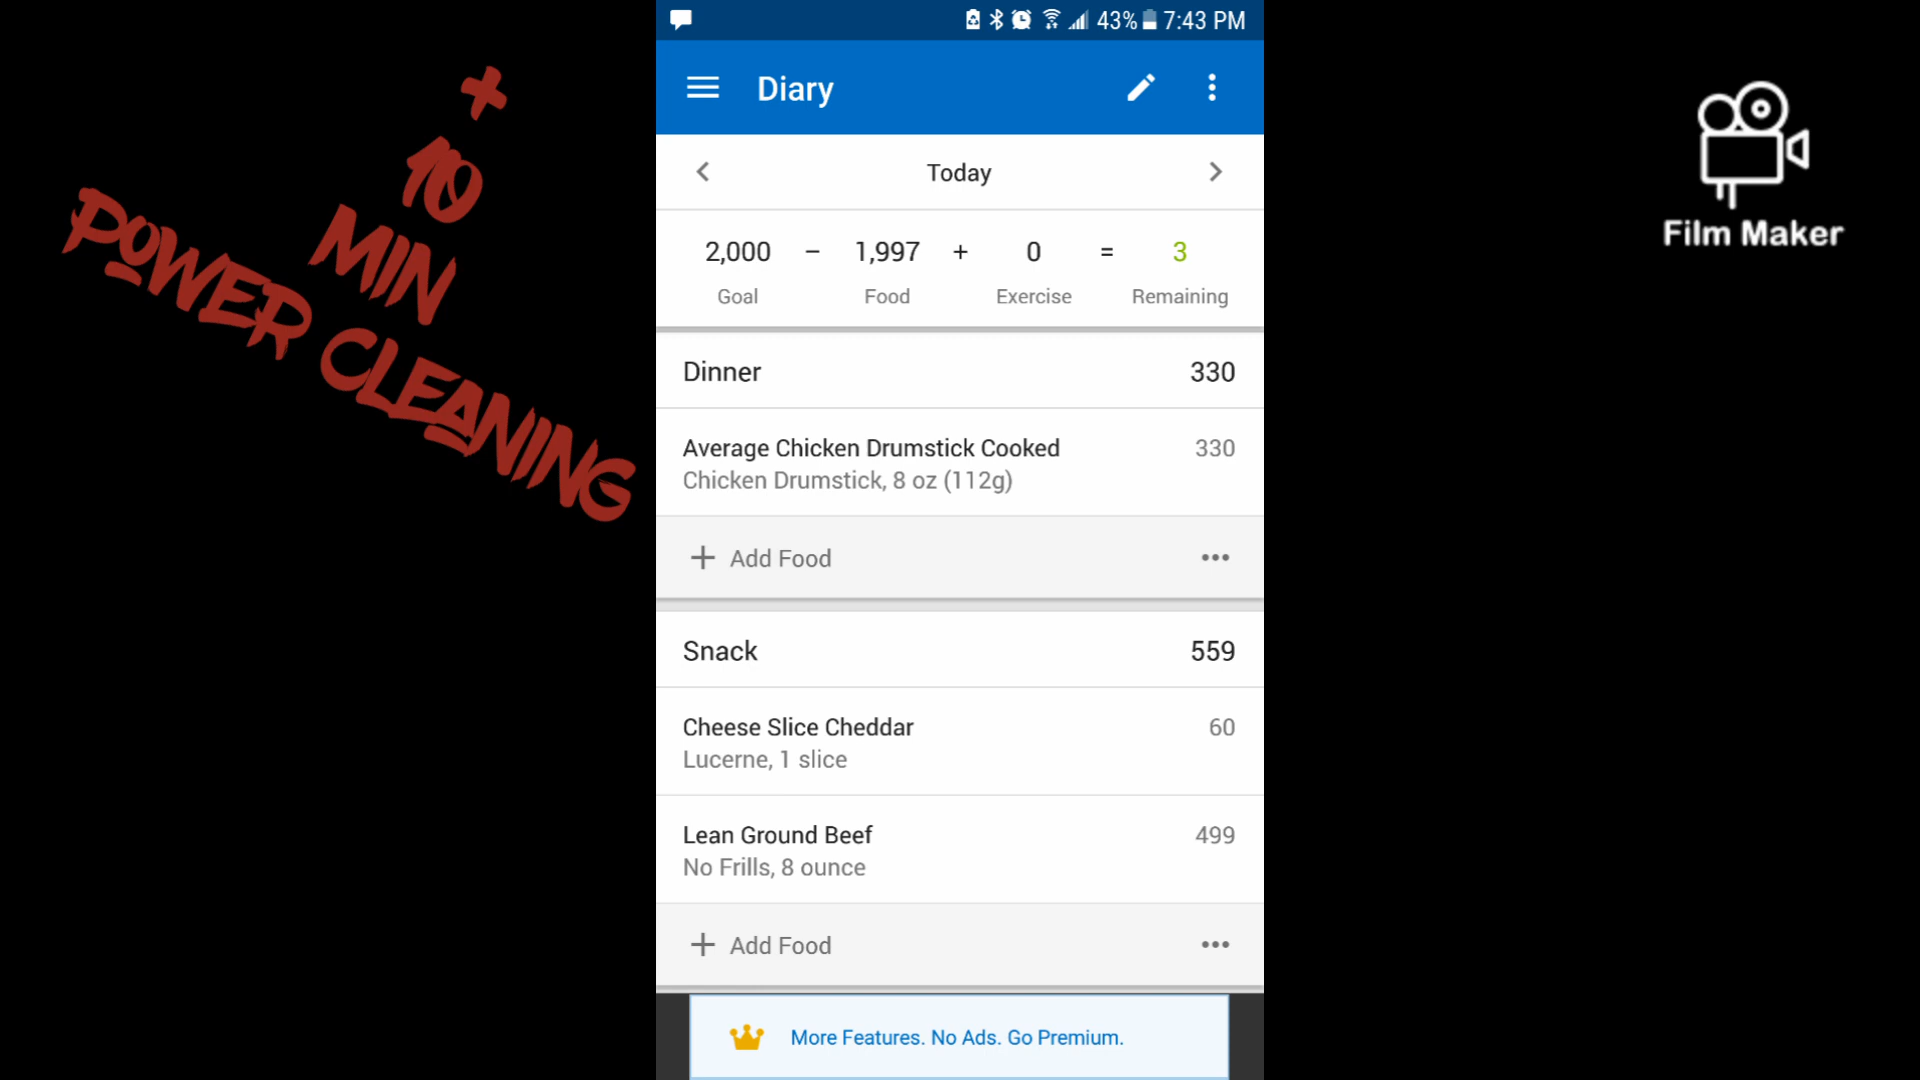 +
10
MIN
POWER CLEANING
43% 7:43 PM
Diary
Today
2,000 – 1,997 + 0 = 3
Goal Food Exercise Remaining
Dinner 330
Average Chicken Drumstick Cooked 330
Chicken Drumstick, 8 oz (112g)
+ Add Food
Snack 559
Cheese Slice Cheddar 60
Lucerne, 1 slice
Lean Ground Beef 499
No Frills, 8 ounce
+ Add Food
More Features. No Ads. Go Premium.
Film Maker